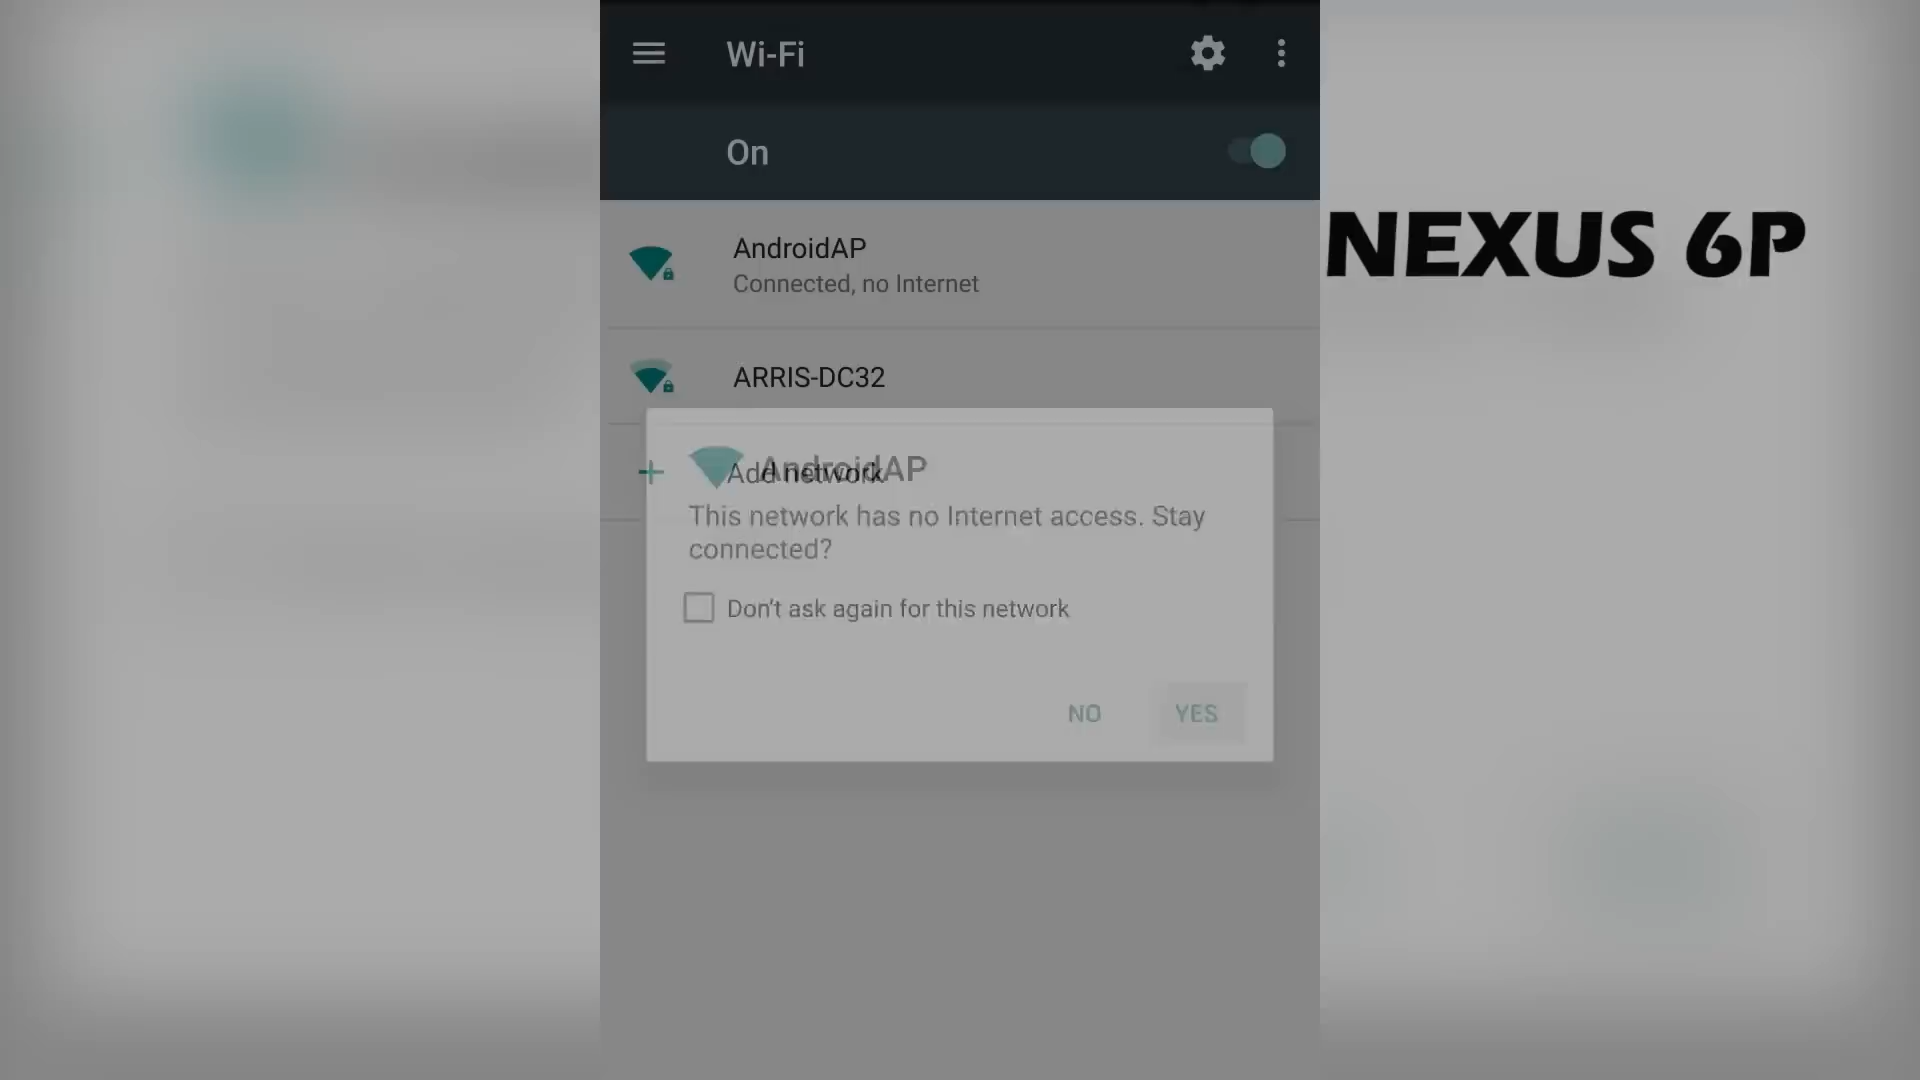 Wi-Fi
On
NEXUS 6P
AndroidAP
Connected, no Internet
ARRIS-DC32
Add network
AndroidAP
This network has no Internet access. Stay
connected?
Don't ask again for this network
NO YES